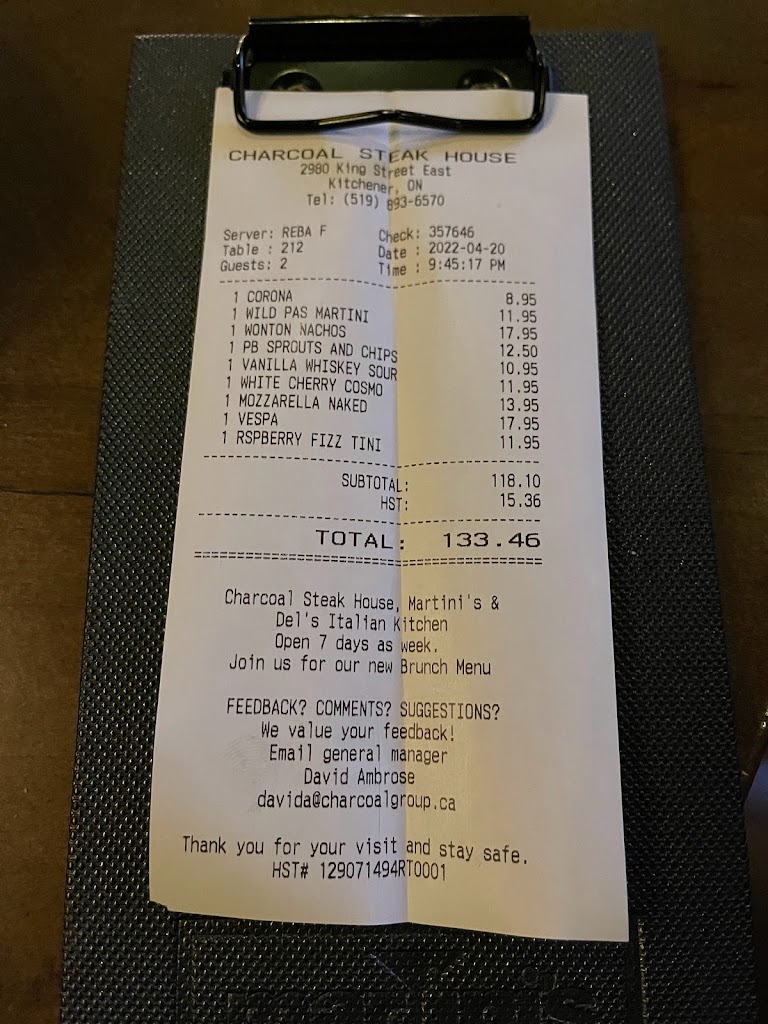 CHARCOAL STEAK HOUSE
2980 King Street East
Kitchener, ON
Tel: (519) 893-6570
Server: REBA F Check: 357646
Table : 212 Date : 2022-04-20
Guests: 2 Time : 9:45:17 PM
1 CORONA 8.95
1 WILD PAS MARTINI 11.95
1 WONTON NACHOS 17.95
1 PB SPROUTS AND CHIPS 12.50
1 VANILLA WHISKEY SOUR 10.95
1 WHITE CHERRY COSMO 11.95
1 MOZZARELLA NAKED 13.95
1 VESPA 17.95
1 RSPBERRY FIZZ TINI 11.95
SUBTOTAL: 118.10
HST: 15.36
TOTAL: 133.46
Charcoal Steak House, Martini's &
Del's Italian Kitchen
Open 7 days as week.
Join us for our new Brunch Menu
FEEDBACK? COMMENTS? SUGGESTIONS?
We value your feedback!
Email general manager
David Ambrose
davida@charcoalgroup.ca
Thank you for your visit and stay safe.
HST# 129071494RT0001